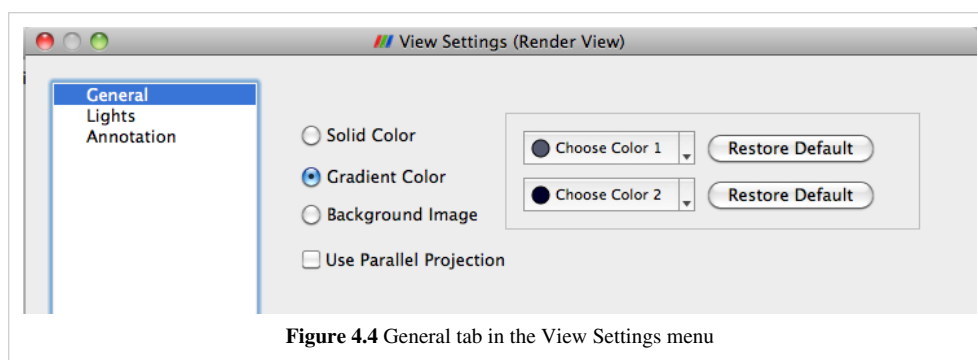 View Settings (Render View)
General
Lights
Annotation
Solid Color
Gradient Color
Background Image
Use Parallel Projection
Choose Color 1
Restore Default
Choose Color 2
Restore Default
Figure 4.4 General tab in the View Settings menu